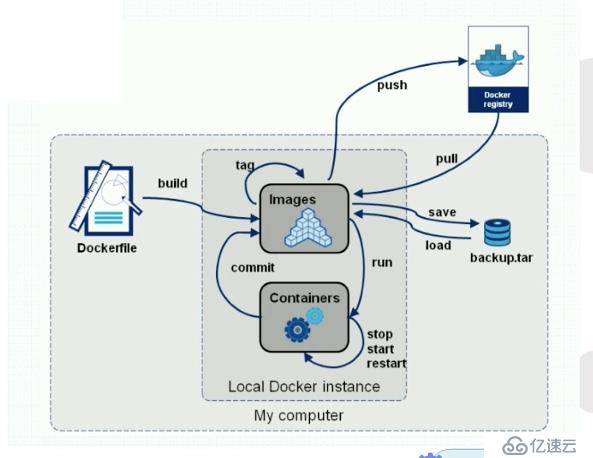 Docker
registry
push
pull
tag
build
Images
save
load
Dockerfile
backup.tar
commit
run
Containers
stop
start
restart
Local Docker instance
My computer
亿速云